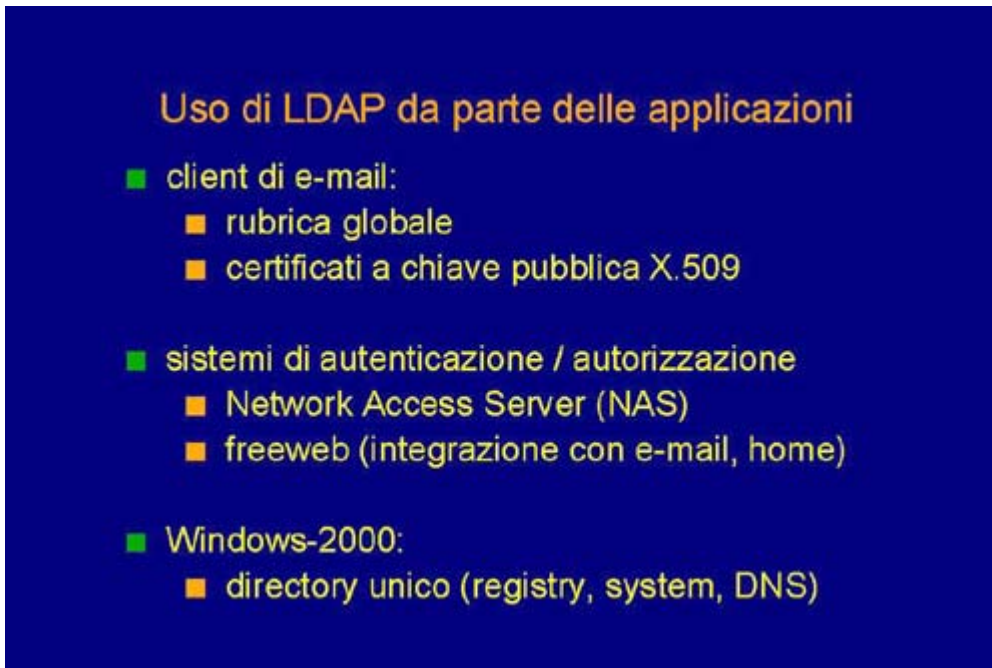 Uso di LDAP da parte delle applicazioni
client di e-mail:
rubrica globale
certificati a chiave pubblica X.509
sistemi di autenticazione / autorizzazione
Network Access Server (NAS)
freeweb (integrazione con e-mail, home)
Windows-2000:
directory unico (registry, system, DNS)